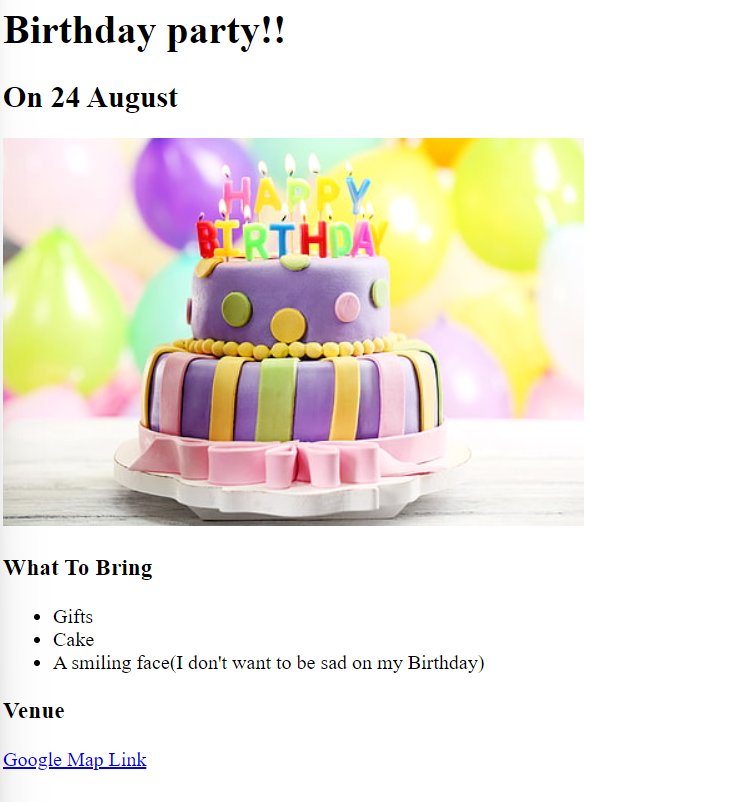 Birthday party!!
On 24 August
HAPPY
BIRTHDAY
What To Bring
Gifts
Cake
A smiling face(I don't want to be sad on my Birthday)
Venue
Google Map Link